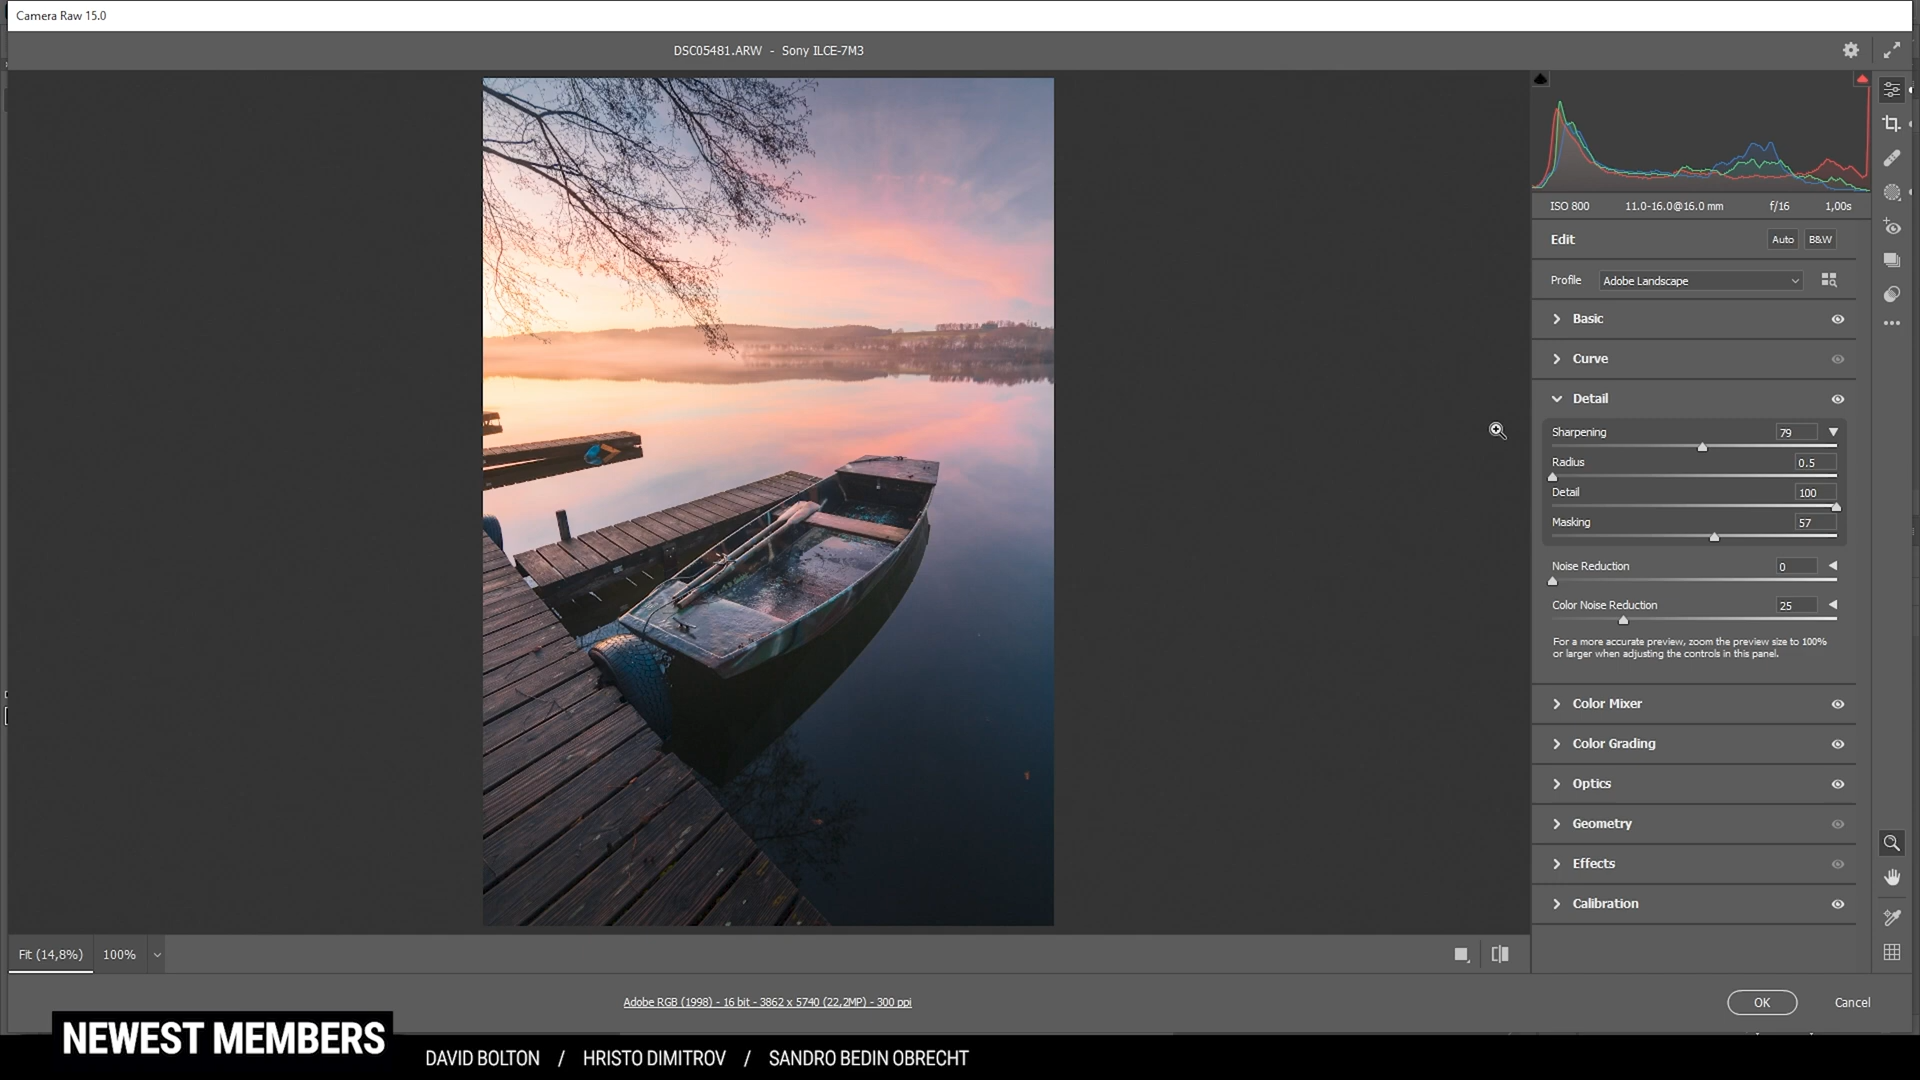 Camera Raw 15.0
DSC05481.ARW - Sony ILCE-7M3
ISO 800 11.0-16.0@16.0 mm f/16 1,00s
Edit Auto B&W
Profile Adobe Landscape
Basic
Curve
Detail
Sharpening 79
Radius 0.5
Detail 100
Masking 57
Noise Reduction 0
Color Noise Reduction 25
For a more accurate preview, zoom the preview size to 100%
or larger when adjusting the controls in this panel.
Color Mixer
Color Grading
Optics
Geometry
Effects
Calibration
Fit (14,8%) 100%
Adobe RGB (1998) - 16 bit - 3862 x 5740 (22,2MP) - 300 ppi
OK Cancel
NEWEST MEMBERS
DAVID BOLTON / HRISTO DIMITROV / SANDRO BEDIN OBRECHT